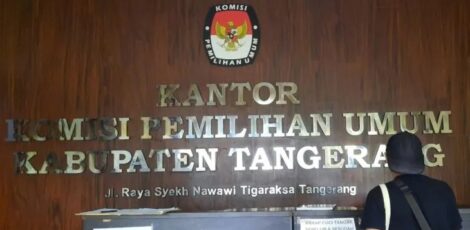 KOMISI
PEMILIHAN UMUM
KANTOR
KOMISI PEMILIHAN UMUM
KABUPATEN TANGERANG
Jl. Raya Syekh Nawawi Tigaraksa Tangerang